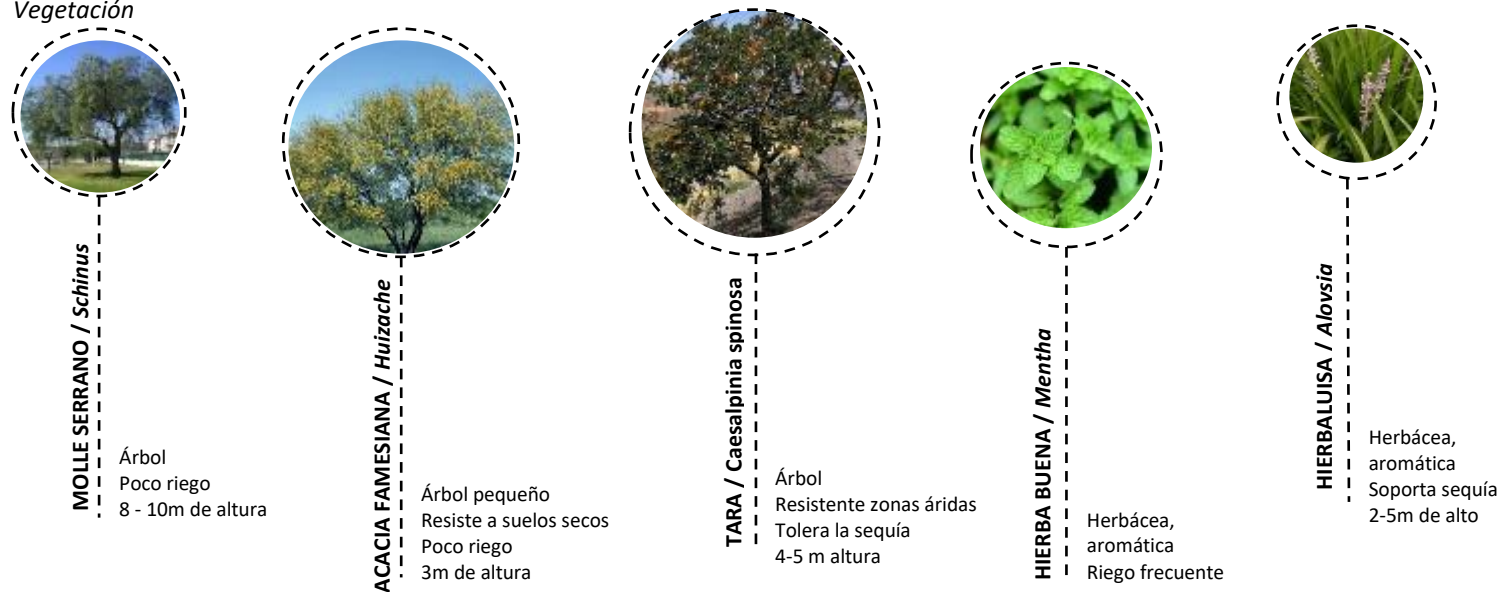 Vegetación
MOLLE SERRANO / Schinus
Árbol
Poco riego
8 - 10m de altura
ACACIA FAMESIANA / Huizache
Árbol pequeño
Resiste a suelos secos
Poco riego
3m de altura
TARA / Caesalpinia spinosa
Árbol
Resistente zonas áridas
Tolera la sequía
4-5 m altura
HIERBA BUENA / Mentha
Herbácea,
aromática
Riego frecuente
HIERBALUISA / Alovsia
Herbácea,
aromática
Soporta sequía
2-5m de alto